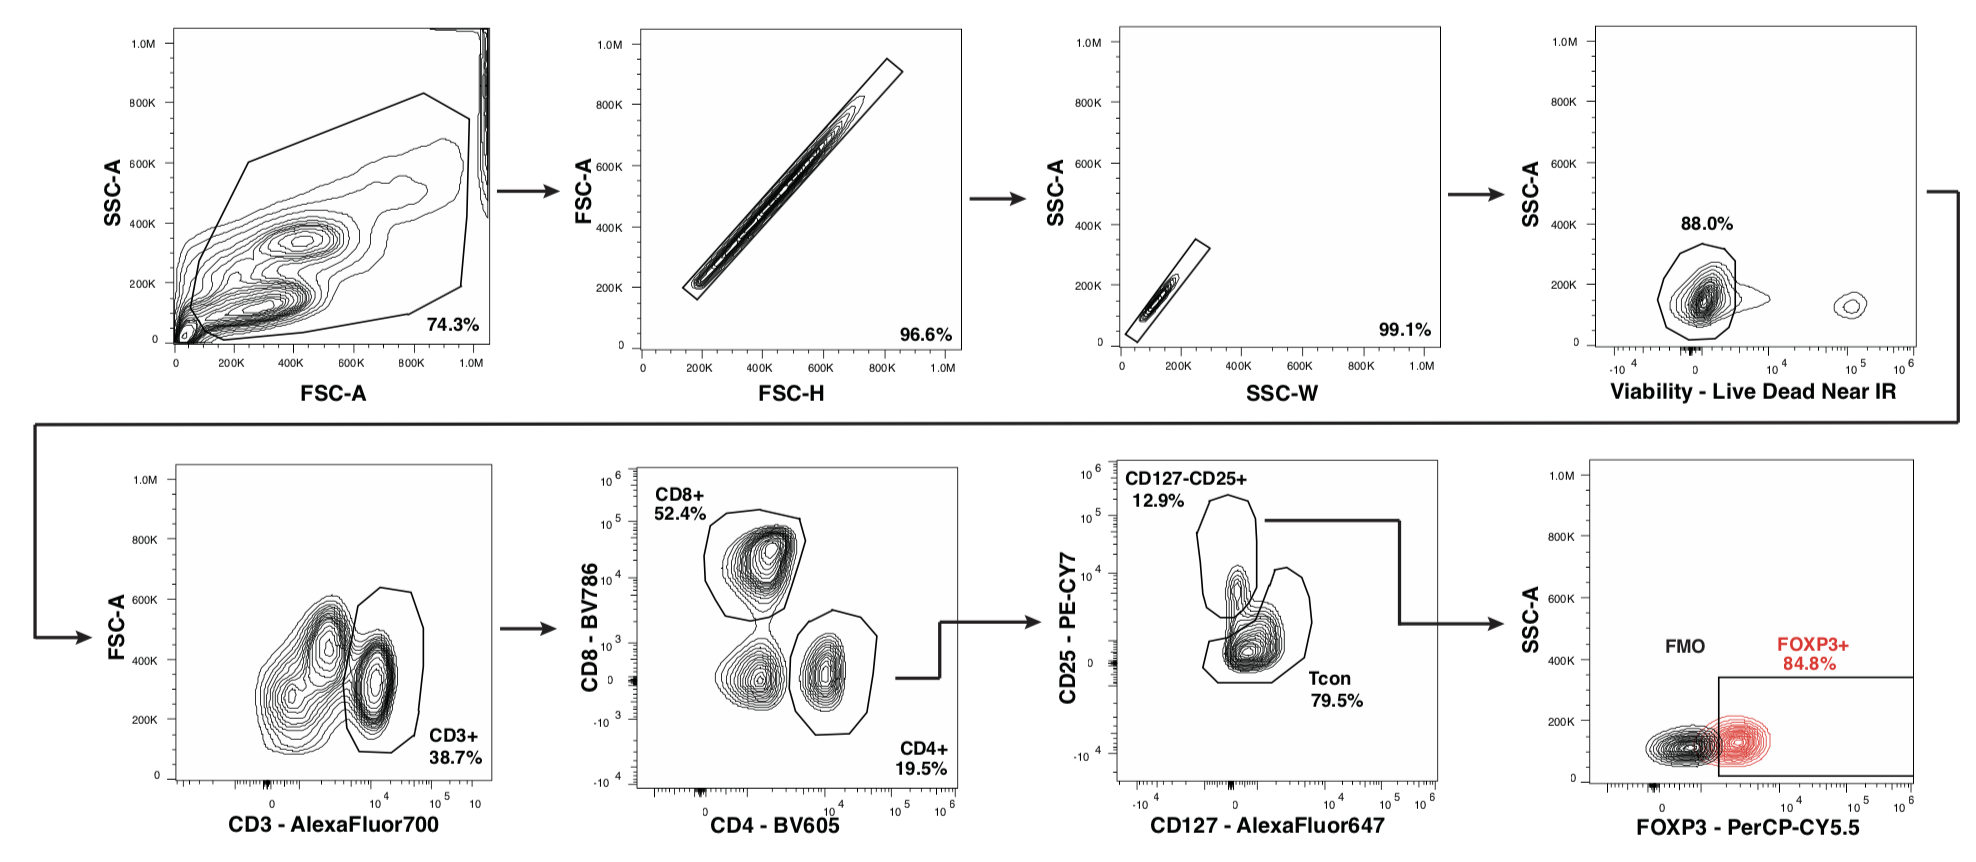 1.0M
800K
600K
400K
200K
0
SSC-A
74.3%
0 200K 400K 600K 800K 1.0M
FSC-A
1.0M
800K
600K
400K
200K
0
FSC-A
96.6%
0 200K 400K 600K 800K 1.0M
FSC-H
1.0M
800K
600K
400K
200K
0
SSC-A
99.1%
0 200K 400K 600K 800K 1.0M
SSC-W
1.0M
800K
600K
400K
200K
0
SSC-A
88.0%
-10 4 0 10 4 10 5 10 6
Viability - Live Dead Near IR
1.0M
800K
600K
400K
200K
0
FSC-A
CD3+
38.7%
0 10 4 10 5 10
CD3 - AlexaFluor700
10 6
10 5
10 4
10 3
0
-10 3
-10 4
CD8 - BV786
CD8+
52.4%
CD4+
19.5%
0 10 4 10 5 10 6
CD4 - BV605
10 6
10 5
10 4
0
-10 4
CD25 - PE-CY7
CD127-CD25+
12.9%
Tcon
79.5%
-10 4 0 10 4 10 5 10 6
CD127 - AlexaFluor647
1.0M
800K
600K
400K
200K
0
SSC-A
FMO
FOXP3+
84.8%
0 10 4 10 5 10 6
FOXP3 - PerCP-CY5.5